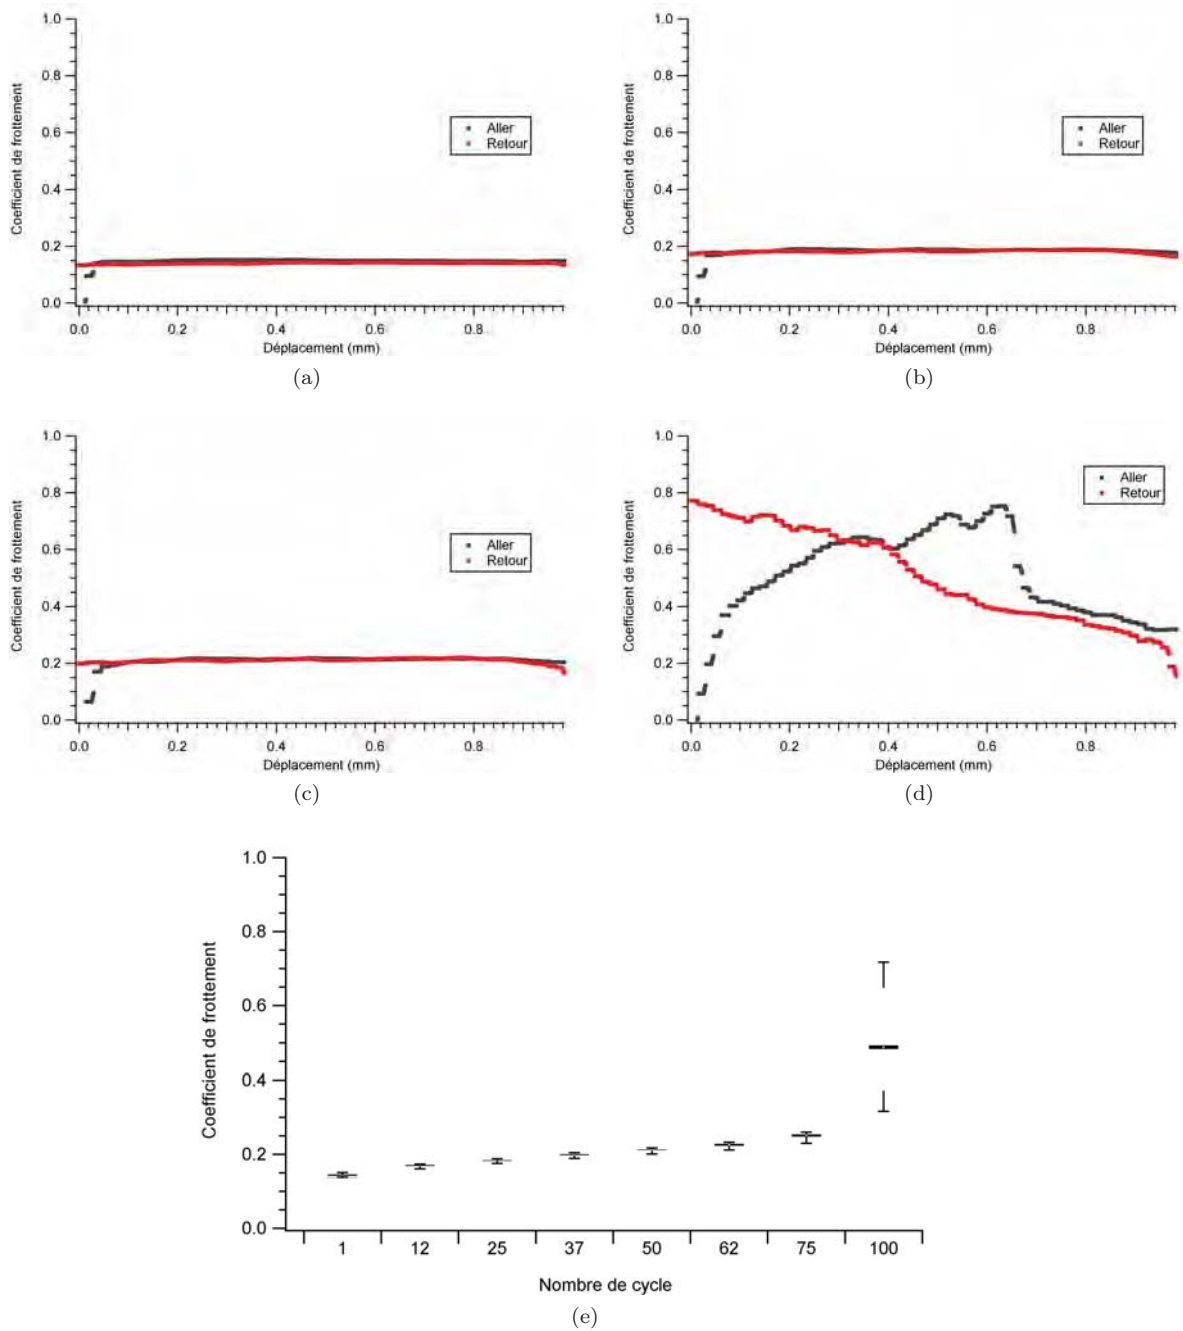 1.0
0.8
0.6
0.4
0.2
0.0
Coefficient de frottement
Aller
Retour
0.0 0.2 0.4 0.6 0.8
Déplacement (mm)
(a)
1.0
0.8
0.6
0.4
0.2
0.0
Coefficient de frottement
Aller
Retour
0.0 0.2 0.4 0.6 0.8
Déplacement (mm)
(b)
1.0
0.8
0.6
0.4
0.2
0.0
Coefficient de frottement
Aller
Retour
0.0 0.2 0.4 0.6 0.8
Déplacement (mm)
(c)
1.0
0.8
0.6
0.4
0.2
0.0
Coefficient de frottement
Aller
Retour
0.0 0.2 0.4 0.6 0.8
Déplacement (mm)
(d)
1.0
0.8
0.6
0.4
0.2
0.0
Coefficient de frottement
1 12 25 37 50 62 75 100
Nombre de cycle
(e)